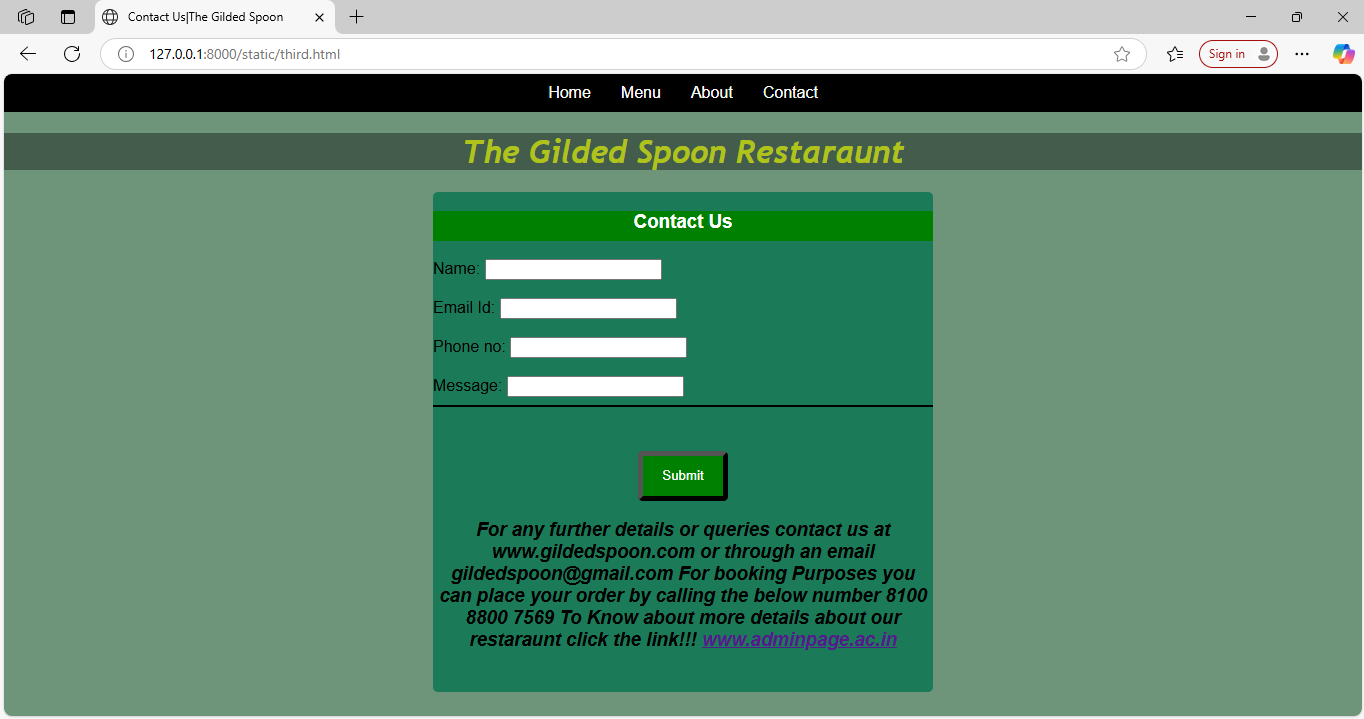 Contact Us|The Gilded Spoon
127.0.0.1:8000/static/third.html
Sign in
Home Menu About Contact
The Gilded Spoon Restaraunt
Contact Us
Name:
Email Id:
Phone no:
Message:
Submit
For any further details or queries contact us at
www.gildedspoon.com or through an email
gildedspoon@gmail.com For booking Purposes you
can place your order by calling the below number 8100
8800 7569 To Know about more details about our
restaraunt click the link!!! www.adminpage.ac.in